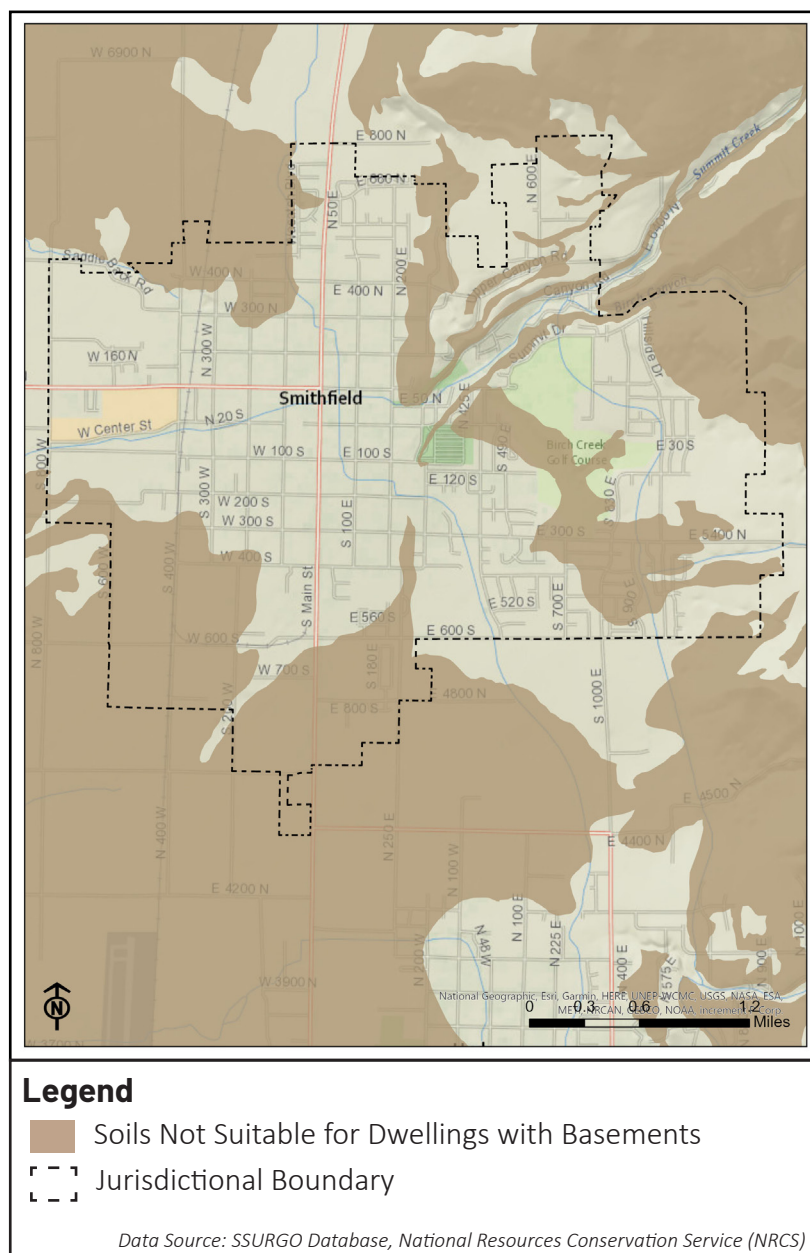 W 6900 N
E 800 N
E 600 N
N 600 E
N 50 E
N 200 E
Summit Creek
Saddle Back Rd
W 400 N
E 400 N
W 300 N
Upper Canyon Rd
Canyon Rd
Summit Dr
Hillside Dr
W 160 N
N 300 W
Smithfield
E 50 N
N 425 E
W Center St
N 20 S
W 100 S
E 100 S
E 120 S
S 490 E
Birch Creek
Golf Course
E 30 S
S 800 W
S 300 W
W 200 S
W 300 S
W 400 S
S 100 E
S 830 E
E 300 S
E 5400 N
S 600 W
S 400 W
S Main St
E 520 S
S 700 E
S 900 E
E 560 S
E 600 S
N 800 W
W 600 S
W 700 S
S 180 E
S 1000 E
E 800 S
E 4800 N
E 4500 N
E 4400 N
N 400 W
N 250 E
N 100 W
E 4200 N
N 100 E
N 225 E
N 48 W
N 200 W
N 400 E
N 575 E
N 900 E
N 1000 E
W 3900 N
W 3700 N
N
National Geographic, Esri, Garmin, HERE, UNEP-WCMC, USGS, NASA, ESA,
METI, NRCAN, GEBCO, NOAA, increment P Corp.
0 0.3 0.6 1.2
Miles
Legend
Soils Not Suitable for Dwellings with Basements
Jurisdictional Boundary
Data Source: SSURGO Database, National Resources Conservation Service (NRCS)